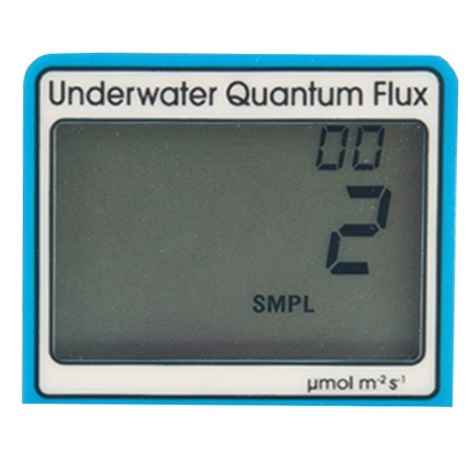 Underwater Quantum Flux
00
2
SMPL
µmol m⁻² s⁻¹